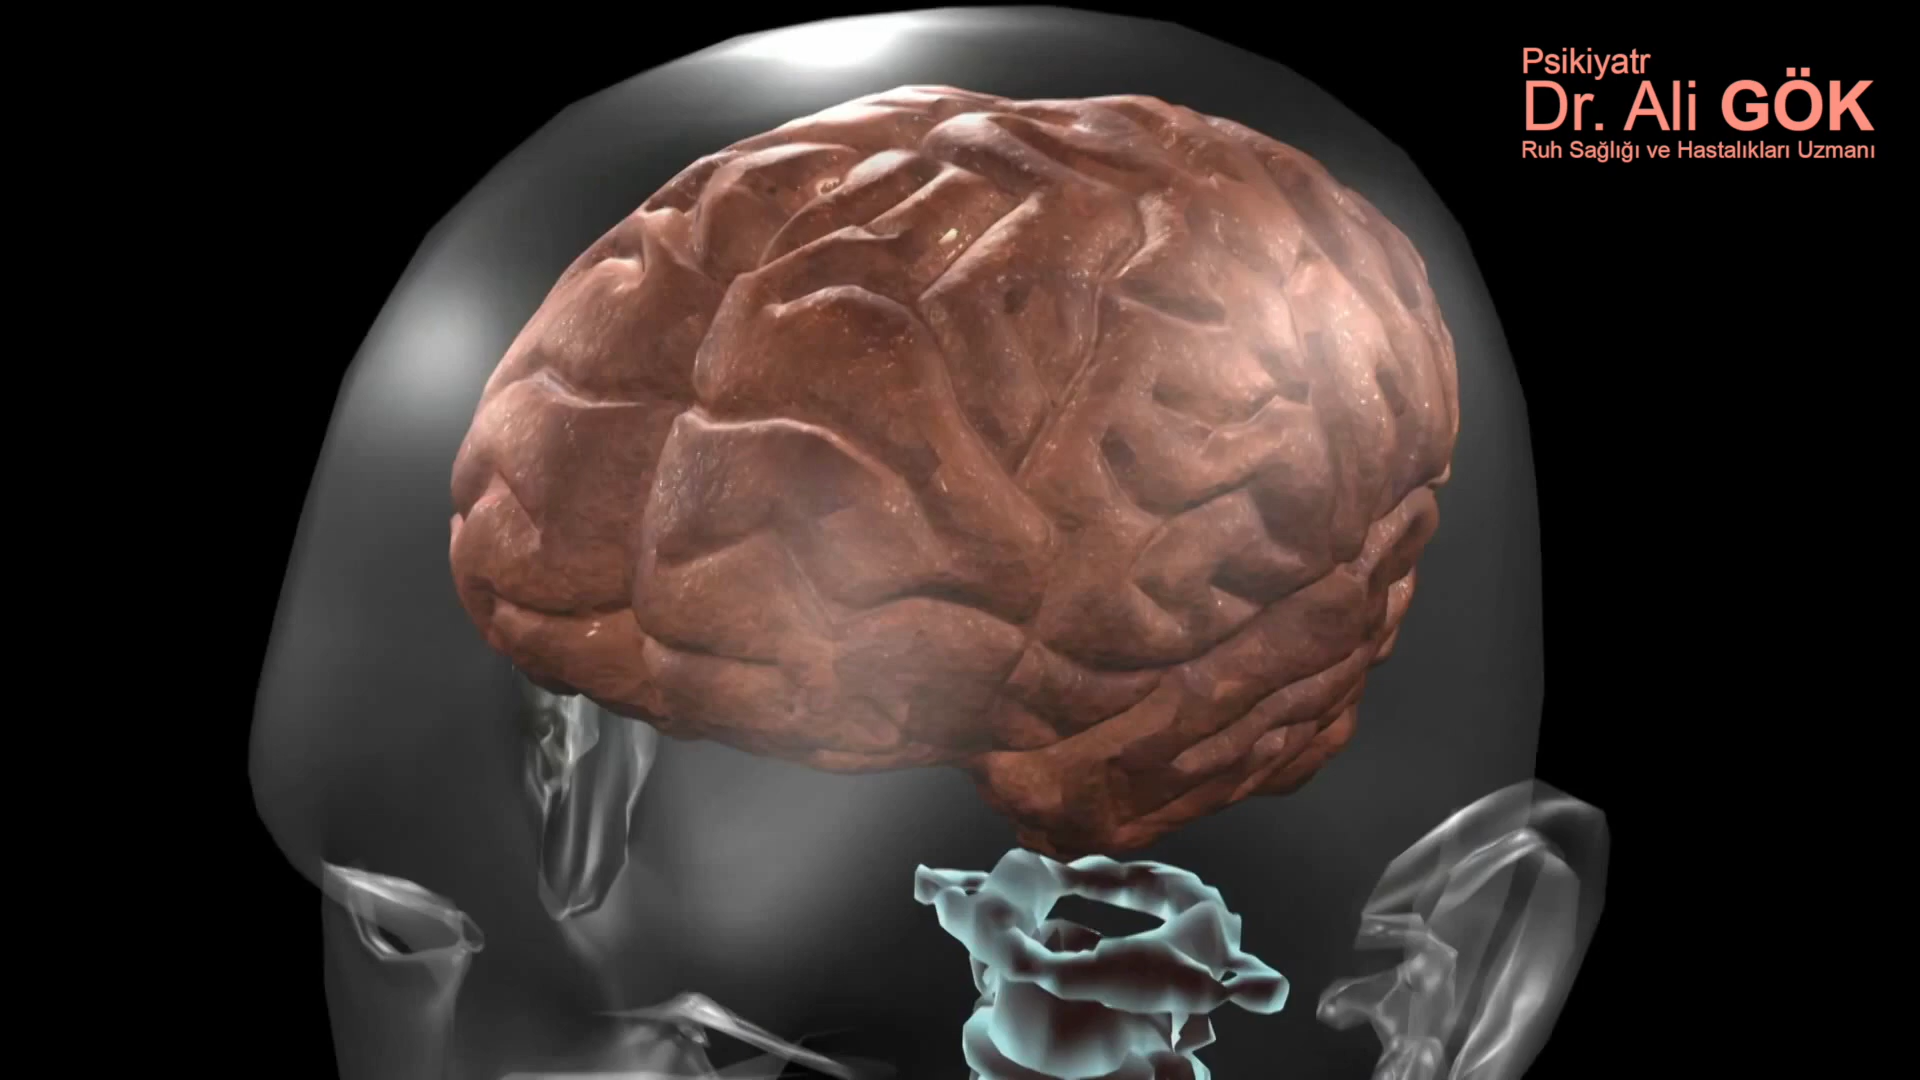 Psikiyatr
Dr. Ali GÖK
Ruh Sağlığı ve Hastalıkları Uzmanı